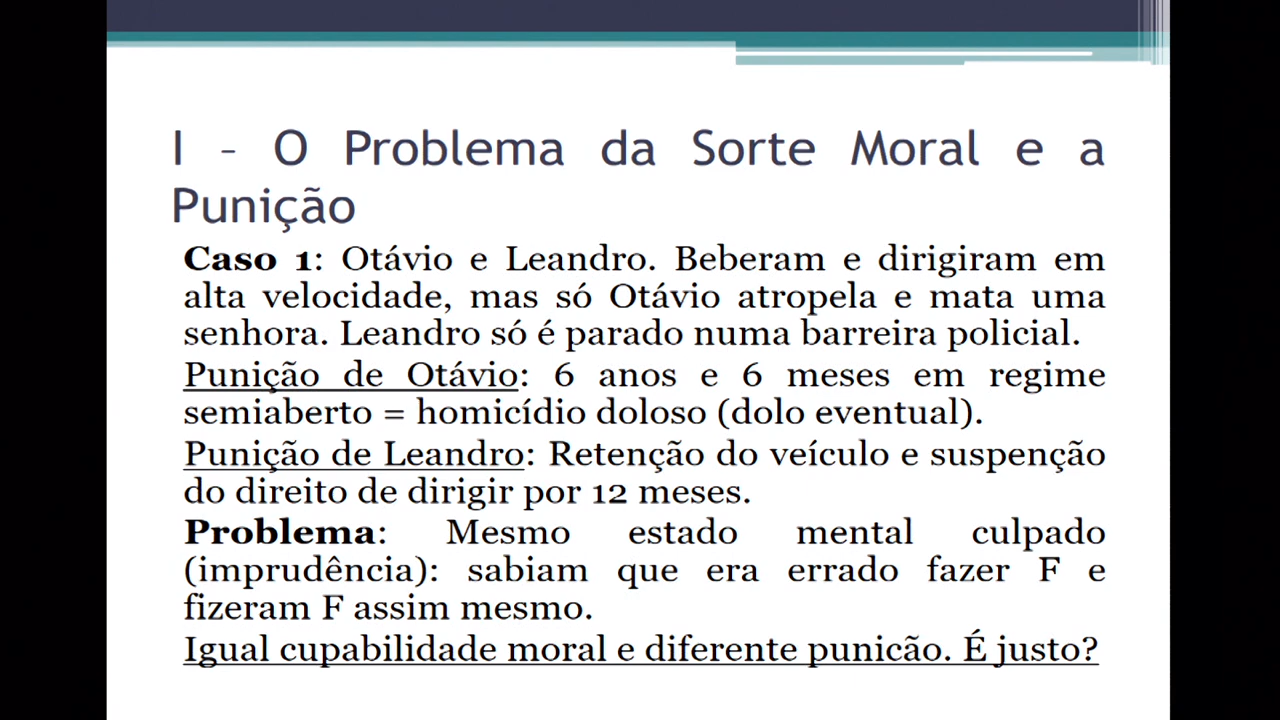 I – O Problema da Sorte Moral e a
Punição
Caso 1: Otávio e Leandro. Beberam e dirigiram em
alta velocidade, mas só Otávio atropela e mata uma
senhora. Leandro só é parado numa barreira policial.
Punição de Otávio: 6 anos e 6 meses em regime
semiaberto = homicídio doloso (dolo eventual).
Punição de Leandro: Retenção do veículo e suspenção
do direito de dirigir por 12 meses.
Problema: Mesmo estado mental culpado
(imprudência): sabiam que era errado fazer F e
fizeram F assim mesmo.
Igual cupabilidade moral e diferente punicão. É justo?